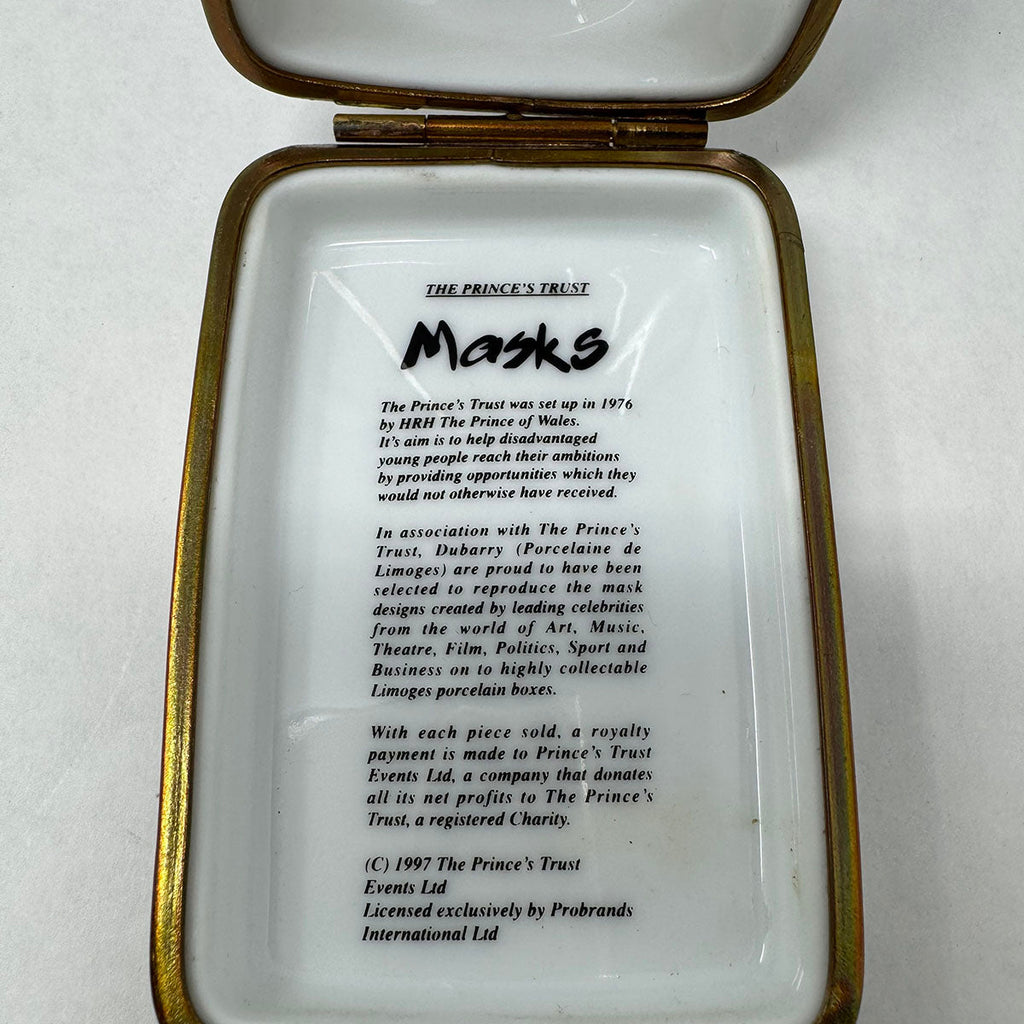 THE PRINCE'S TRUST
Masks
The Prince's Trust was set up in 1976
by HRH The Prince of Wales.
It's aim is to help disadvantaged
young people reach their ambitions
by providing opportunities which they
would not otherwise have received.
In association with The Prince's
Trust, Dubarry (Porcelaine de
Limoges) are proud to have been
selected to reproduce the mask
designs created by leading celebrities
from the world of Art, Music,
Theatre, Film, Politics, Sport and
Business on to highly collectable
Limoges porcelain boxes.
With each piece sold, a royalty
payment is made to Prince's Trust
Events Ltd, a company that donates
all its net profits to The Prince's
Trust, a registered Charity.
(C) 1997 The Prince's Trust
Events Ltd
Licensed exclusively by Probrands
International Ltd